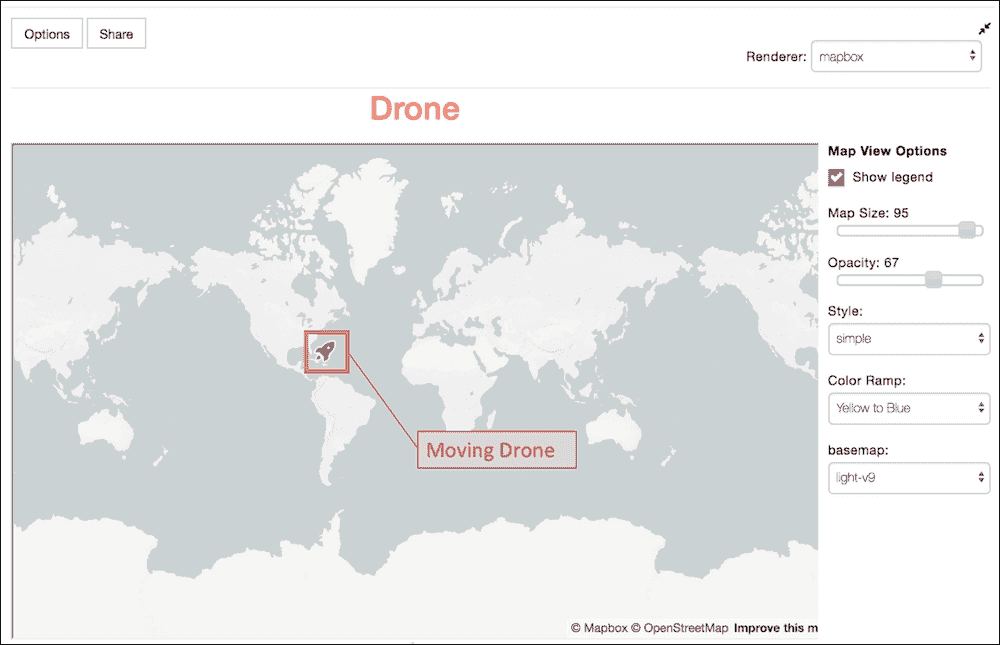 Options
Share
Renderer:
mapbox
Drone
Moving Drone
© Mapbox © OpenStreetMap Improve this m
Map View Options
Show legend
Map Size: 95
Opacity: 67
Style:
simple
Color Ramp:
Yellow to Blue
basemap:
light-v9